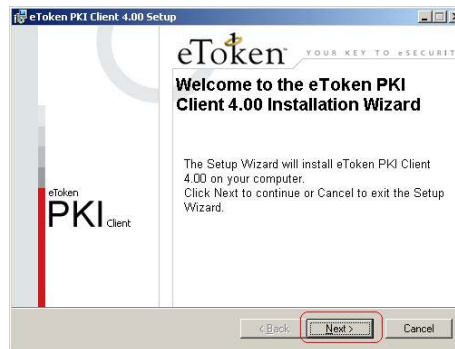 eToken PKI Client 4.00 Setup
eToken
YOUR KEY TO eSECURIT
Welcome to the eToken PKI
Client 4.00 Installation Wizard
The Setup Wizard will install eToken PKI Client
4.00 on your computer.
Click Next to continue or Cancel to exit the Setup
Wizard.
eToken
PKI Client
< Back
Next >
Cancel